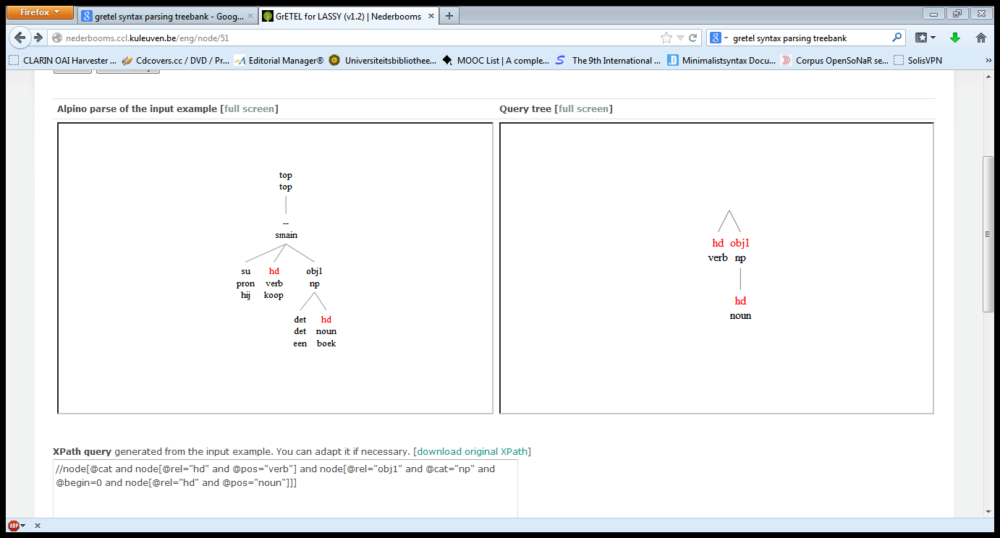 Firefox
gretel syntax parsing treebank - Goog...
GrETEL for LASSY (v1.2) | Nederbooms
nederbooms.ccl.kuleuven.be/eng/node/51
gretel syntax parsing treebank
CLARIN OAI Harvester ...
Cdcovers.cc / DVD / Pr...
Editorial Manager®
Universiteitsbibliothee...
MOOC List | A comple...
The 9th International ...
Minimalistsyntax Docu...
Corpus OpenSoNaR se...
SolisVPN
»
Alpino parse of the input example [full screen]
top
top
--
smain
su hd obj1
pron verb np
hij koop
det hd
det noun
een boek
Query tree [full screen]
hd obj1
verb np
hd
noun
XPath query generated from the input example. You can adapt it if necessary. [download original XPath]
//node[@cat and node[@rel="hd" and @pos="verb"] and node[@rel="obj1" and @cat="np" and
@begin=0 and node[@rel="hd" and @pos="noun"]]]
ABP